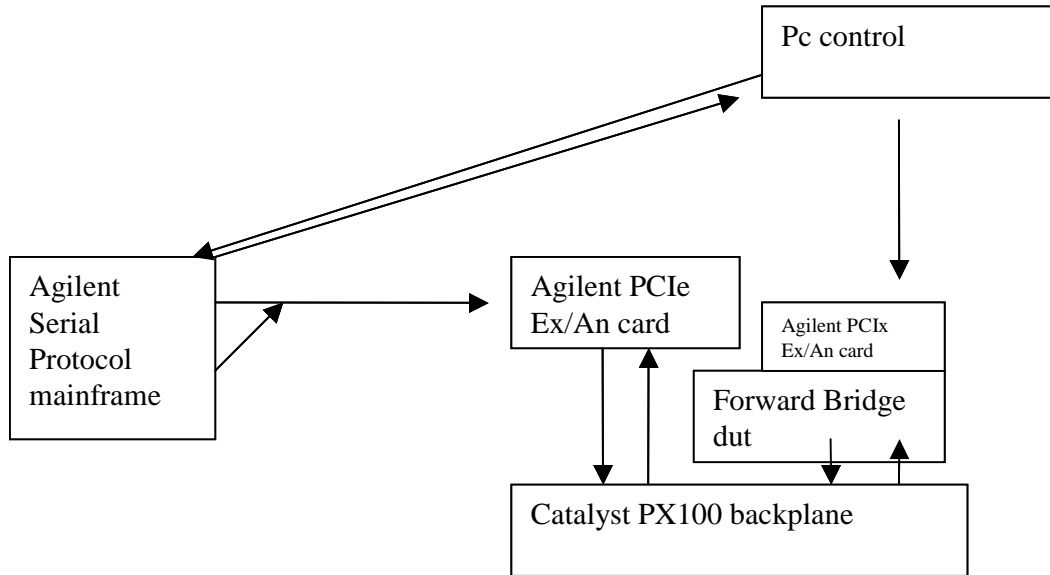 Pc control
Agilent
Serial
Protocol
mainframe
Agilent PCIe
Ex/An card
Agilent PCIx
Ex/An card
Forward Bridge
dut
Catalyst PX100 backplane